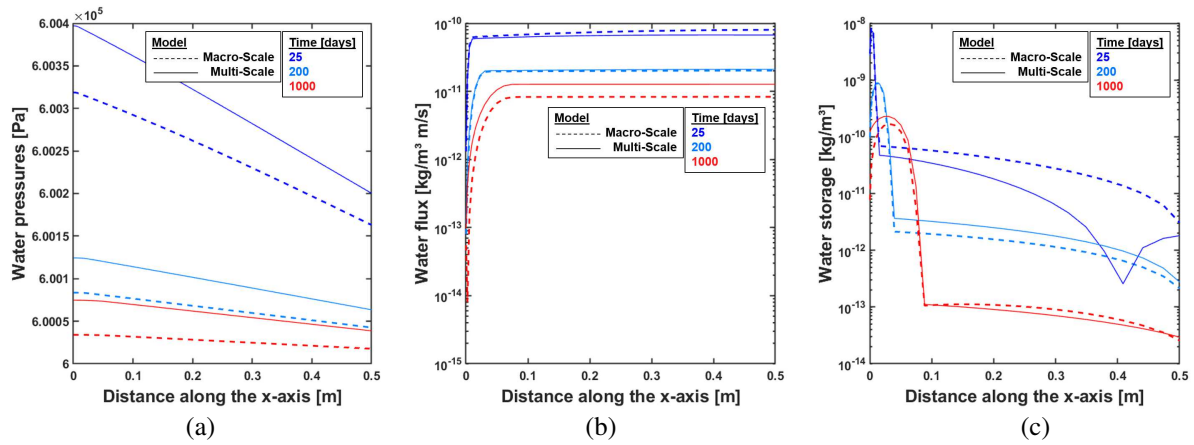 6.004 ×10⁵
6.0035
6.003
6.0025
6.002
6.0015
6.001
6.0005
6
Water pressures [Pa]
Model
Macro-Scale
Multi-Scale
Time [days]
25
200
1000
0 0.1 0.2 0.3 0.4 0.5
Distance along the x-axis [m]
(a)
10⁻¹⁰
10⁻¹¹
10⁻¹²
10⁻¹³
10⁻¹⁴
10⁻¹⁵
Water flux [kg/m³ m/s]
Model
Macro-Scale
Multi-Scale
Time [days]
25
200
1000
0 0.1 0.2 0.3 0.4 0.5
Distance along the x-axis [m]
(b)
10⁻⁸
10⁻⁹
10⁻¹⁰
10⁻¹¹
10⁻¹²
10⁻¹³
10⁻¹⁴
Water storage [kg/m³]
Model
Macro-Scale
Multi-Scale
Time [days]
25
200
1000
0 0.1 0.2 0.3 0.4 0.5
Distance along the x-axis [m]
(c)